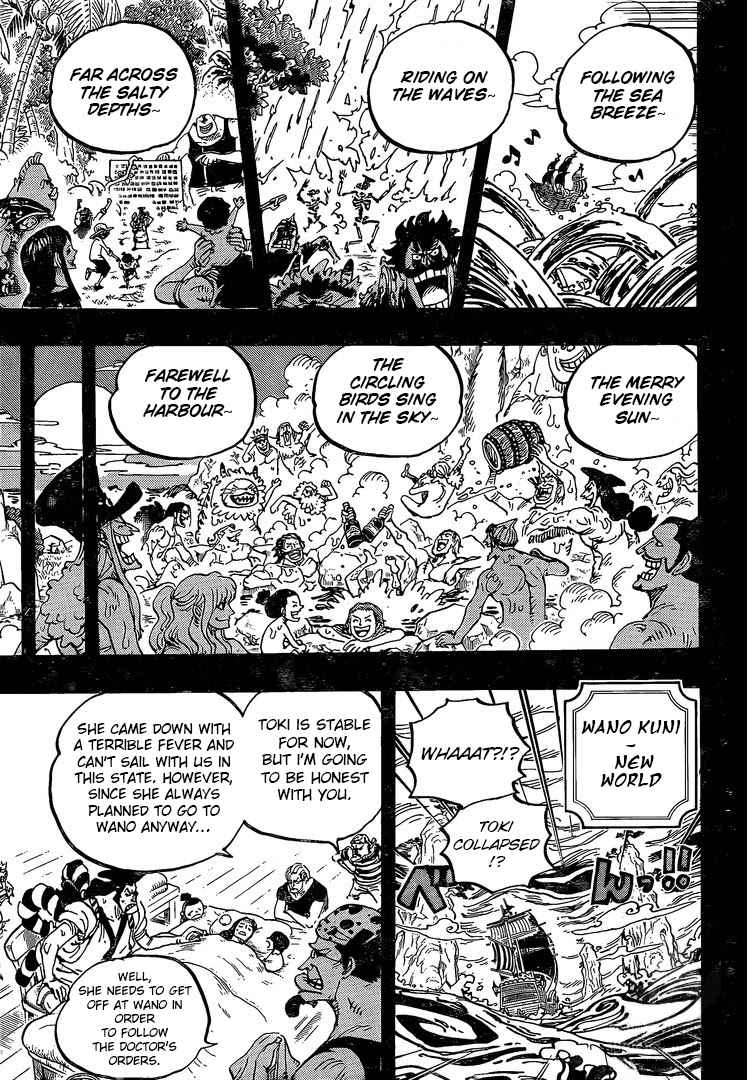 FOLLOWING
THE SEA
BREEZE~
RIDING ON
THE WAVES~
FAR ACROSS
THE SALTY
DEPTHS~
THE MERRY
EVENING
SUN~
THE
CIRCLING
BIRDS SING
IN THE SKY~
FAREWELL
TO THE
HARBOUR~
WANO KUNI
~
NEW
WORLD
WHAAAT?!?
TOKI
COLLAPSED
!?
TOKI IS STABLE
FOR NOW,
BUT I'M GOING
TO BE HONEST
WITH YOU.
SHE CAME DOWN WITH
A TERRIBLE FEVER AND
CAN'T SAIL WITH US IN
THIS STATE. HOWEVER,
SINCE SHE ALWAYS
PLANNED TO GO TO
WANO ANYWAY...
WELL,
SHE NEEDS TO GET
OFF AT WANO IN
ORDER
TO FOLLOW
THE DOCTOR'S
ORDERS.